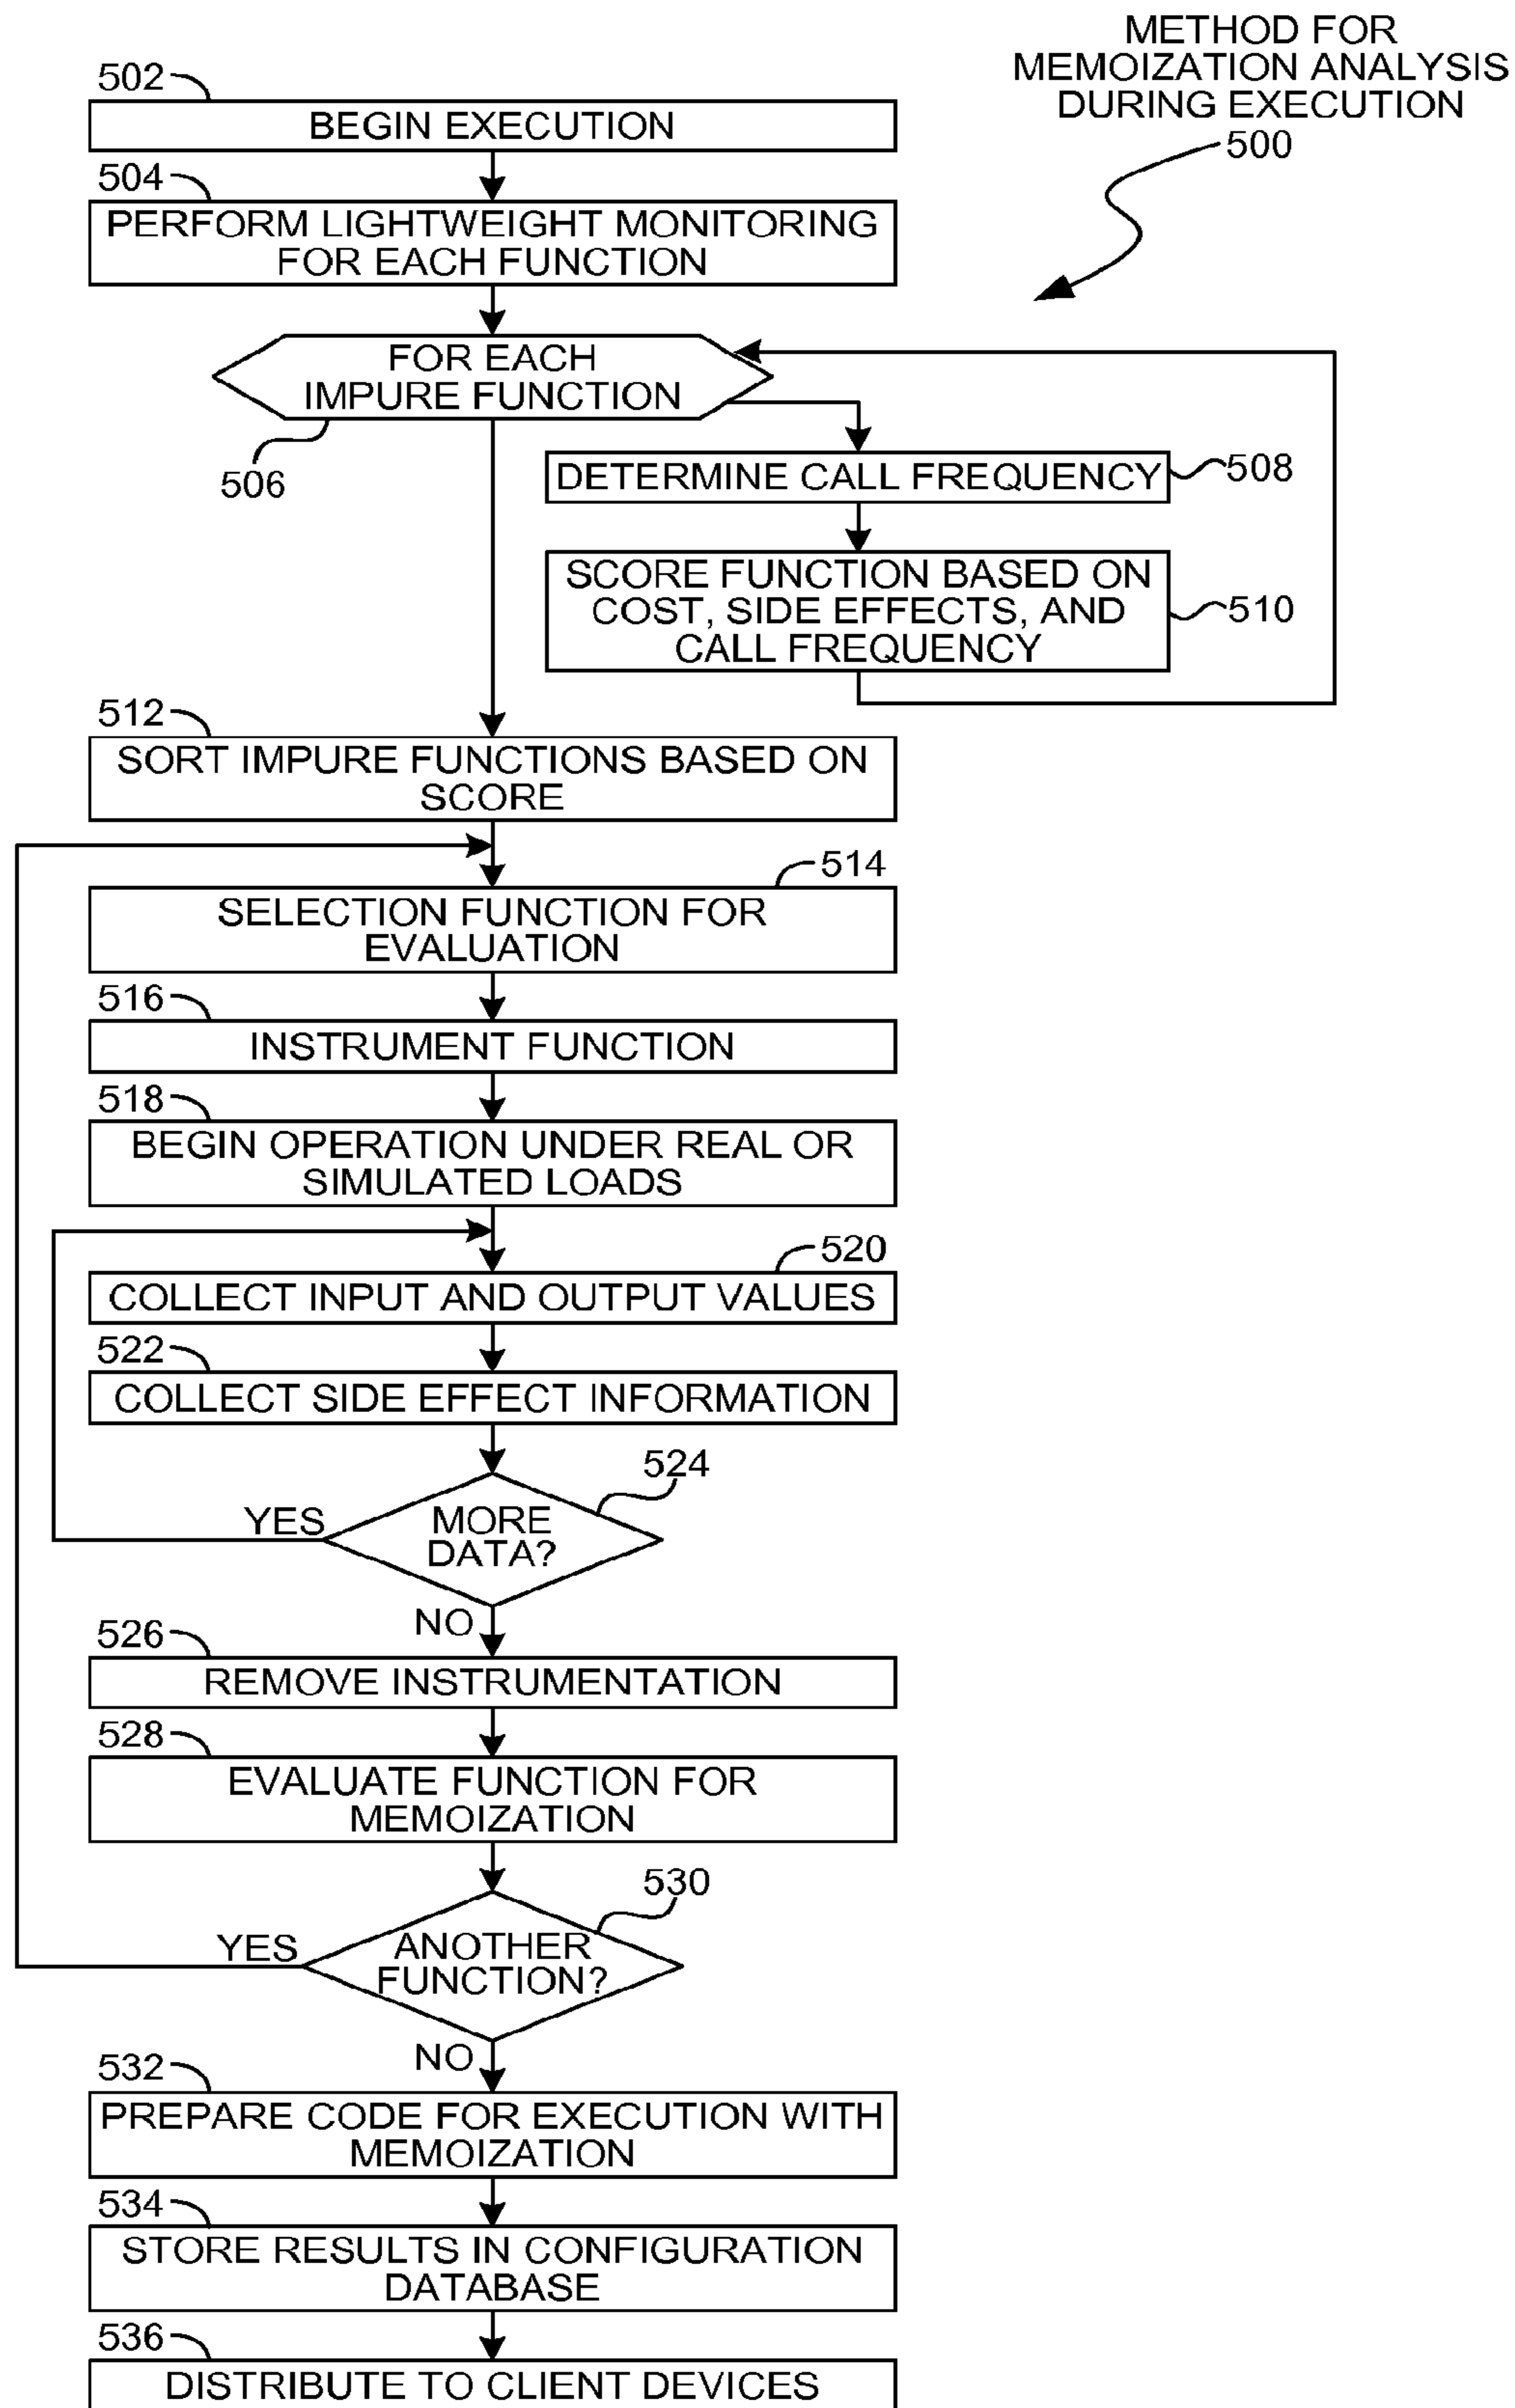 METHOD FOR
MEMOIZATION ANALYSIS
DURING EXECUTION
500
502
BEGIN EXECUTION
504
PERFORM LIGHTWEIGHT MONITORING
FOR EACH FUNCTION
FOR EACH
IMPURE FUNCTION
506
DETERMINE CALL FREQUENCY
508
SCORE FUNCTION BASED ON
COST, SIDE EFFECTS, AND
CALL FREQUENCY
510
512
SORT IMPURE FUNCTIONS BASED ON
SCORE
514
SELECTION FUNCTION FOR
EVALUATION
516
INSTRUMENT FUNCTION
518
BEGIN OPERATION UNDER REAL OR
SIMULATED LOADS
520
COLLECT INPUT AND OUTPUT VALUES
522
COLLECT SIDE EFFECT INFORMATION
524
YES
MORE
DATA?
NO
526
REMOVE INSTRUMENTATION
528
EVALUATE FUNCTION FOR
MEMOIZATION
530
YES
ANOTHER
FUNCTION?
NO
532
PREPARE CODE FOR EXECUTION WITH
MEMOIZATION
534
STORE RESULTS IN CONFIGURATION
DATABASE
536
DISTRIBUTE TO CLIENT DEVICES